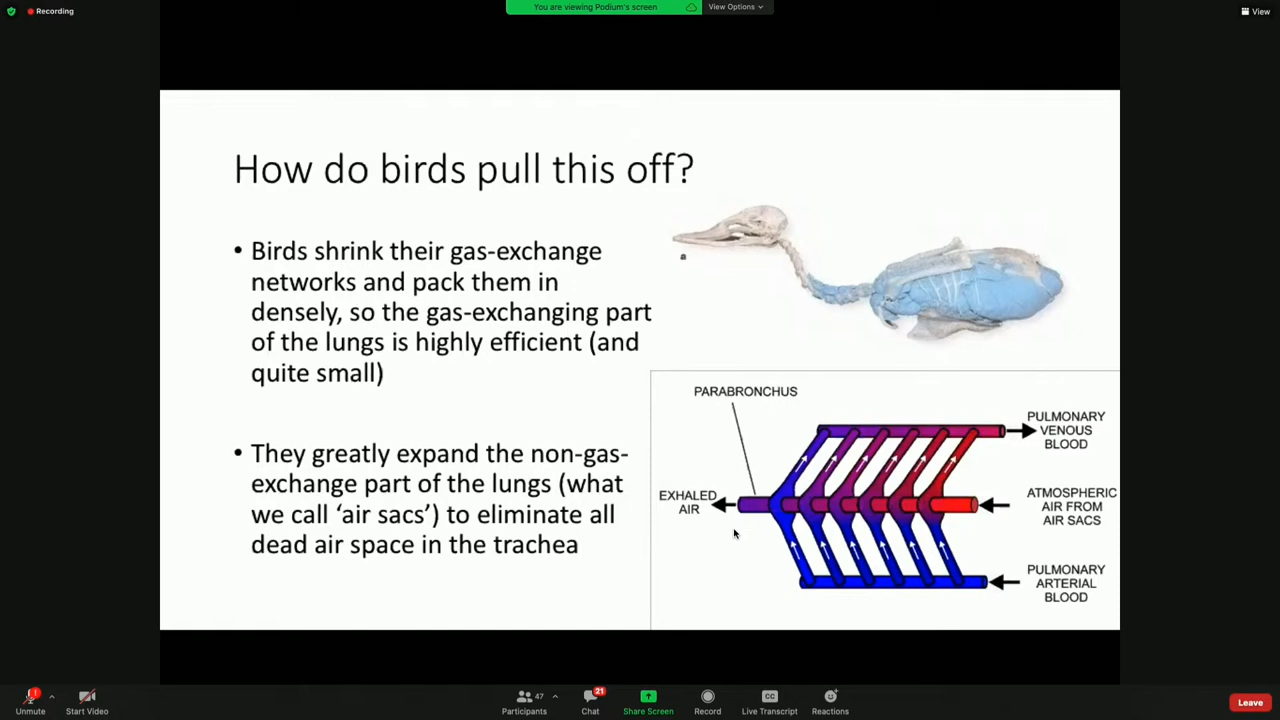 Recording
You are viewing Podium's screen
View Options
View
How do birds pull this off?
• Birds shrink their gas-exchange
networks and pack them in
densely, so the gas-exchanging part
of the lungs is highly efficient (and
quite small)
• They greatly expand the non-gas-
exchange part of the lungs (what
we call ‘air sacs’) to eliminate all
dead air space in the trachea
a
PARABRONCHUS
PULMONARY
VENOUS
BLOOD
EXHALED
AIR
ATMOSPHERIC
AIR FROM
AIR SACS
PULMONARY
ARTERIAL
BLOOD
Unmute
Start Video
47
Participants
21
Chat
Share Screen
Record
CC
Live Transcript
Reactions
Leave